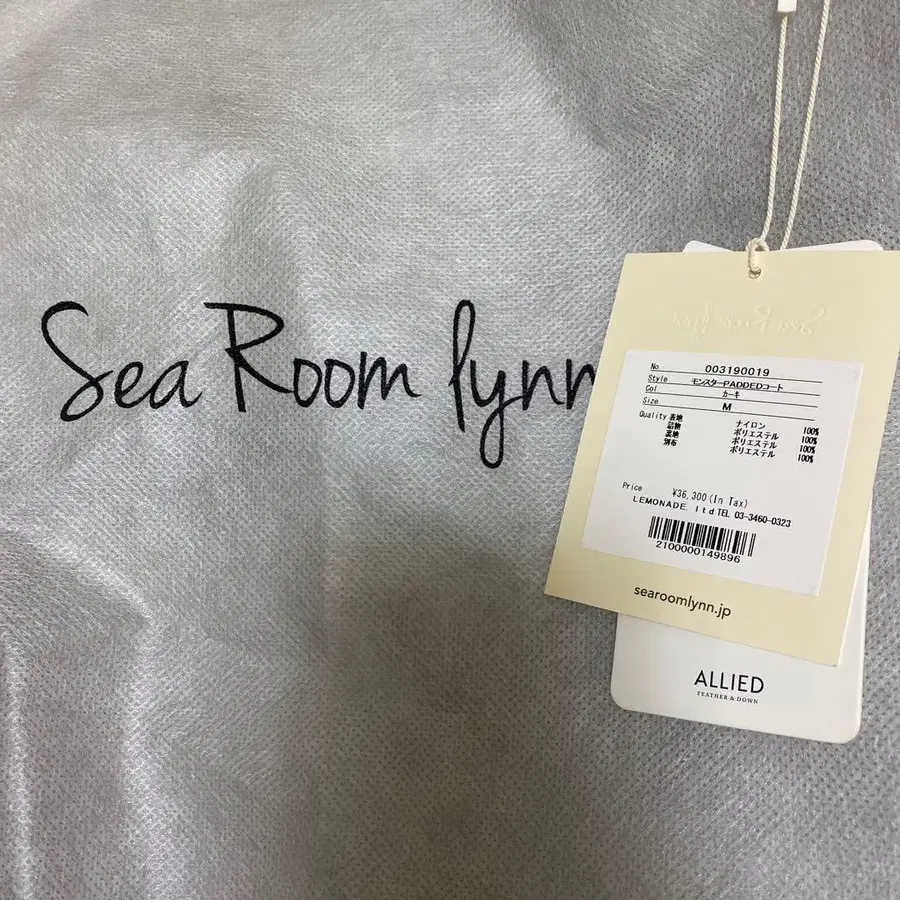 Sea Room lynn
Sea Room lynn
No 003190019
Style モンスターPADDEDコート
Col カーキ
Size M
Quality 表地 ナイロン 100%
詰物 ポリエステル 100%
裏地 ポリエステル 100%
別布 ポリエステル 100%
Price ¥36,300(In Tax)
LEMONADE. ltd TEL 03-3460-0323
2100000149896
searoomlynn.jp
ALLIED
FEATHER & DOWN